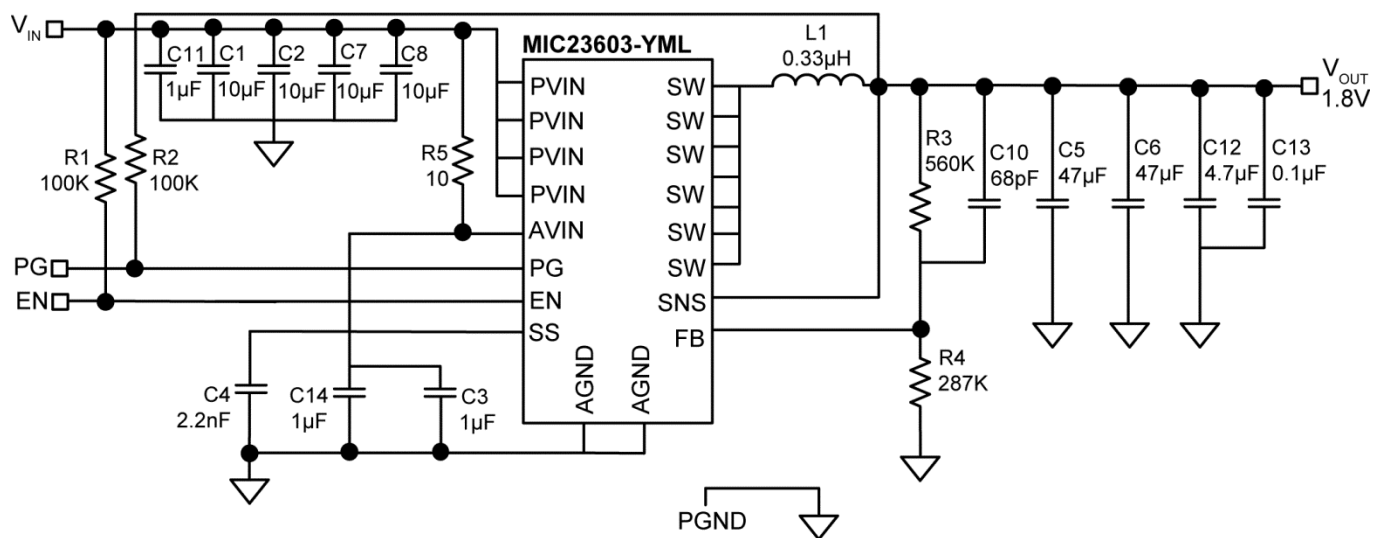 V_IN
C11
1µF
C1
10µF
C2
10µF
C7
10µF
C8
10µF
R1
100K
R2
100K
R5
10
PG
EN
C4
2.2nF
C14
1µF
C3
1µF
MIC23603-YML
PVIN
PVIN
PVIN
PVIN
AVIN
PG
EN
SS
AGND
AGND
SW
SW
SW
SW
SW
SW
SNS
FB
L1
0.33µH
R3
560K
C10
68pF
C5
47µF
C6
47µF
C12
4.7µF
C13
0.1µF
V_OUT
1.8V
R4
287K
PGND